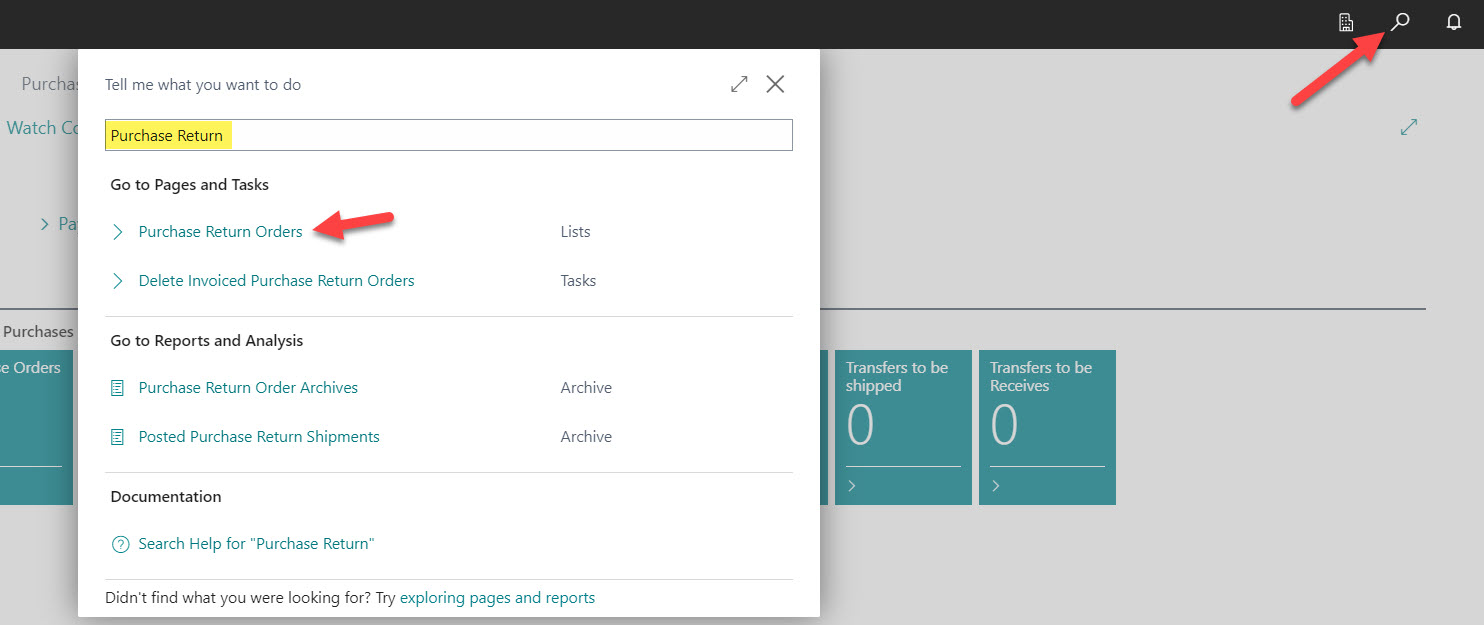 Tell me what you want to do
Purchase Return
Go to Pages and Tasks
Purchase Return Orders Lists
Delete Invoiced Purchase Return Orders Tasks
Go to Reports and Analysis
Purchase Return Order Archives Archive
Posted Purchase Return Shipments Archive
Documentation
Search Help for "Purchase Return"
Didn't find what you were looking for? Try exploring pages and reports
Purchas
Watch Co
Pa
Purchases
e Orders
Transfers to be
shipped
0
Transfers to be
Receives
0